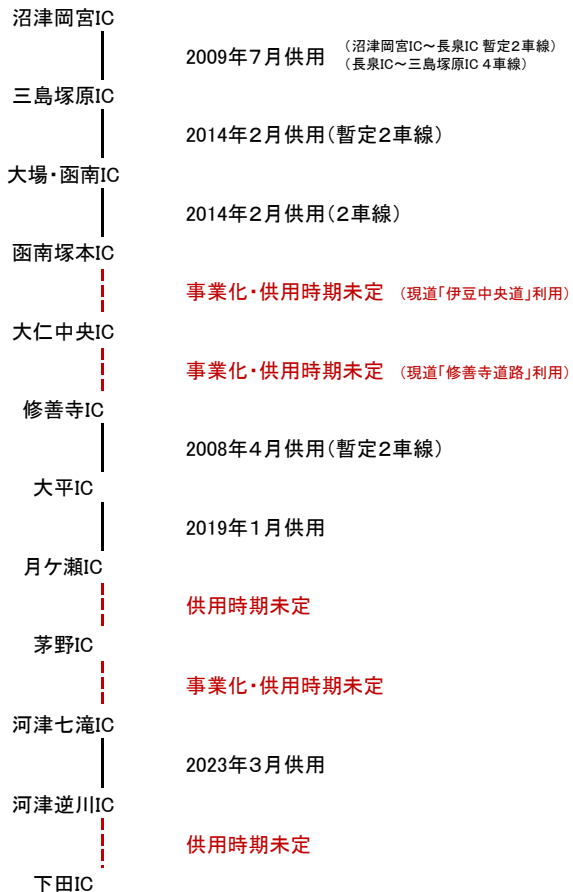 沼津岡宮IC
2009年７月供用 （沼津岡宮IC～長泉IC 暫定２車線）
（長泉IC～三島塚原IC ４車線）
三島塚原IC
2014年２月供用（暫定２車線）
大場・函南IC
2014年２月供用（２車線）
函南塚本IC
事業化・供用時期未定 （現道「伊豆中央道」利用）
大仁中央IC
事業化・供用時期未定 （現道「修善寺道路」利用）
修善寺IC
2008年４月供用（暫定２車線）
大平IC
2019年１月供用
月ケ瀬IC
供用時期未定
茅野IC
事業化・供用時期未定
河津七滝IC
2023年３月供用
河津逆川IC
供用時期未定
下田IC